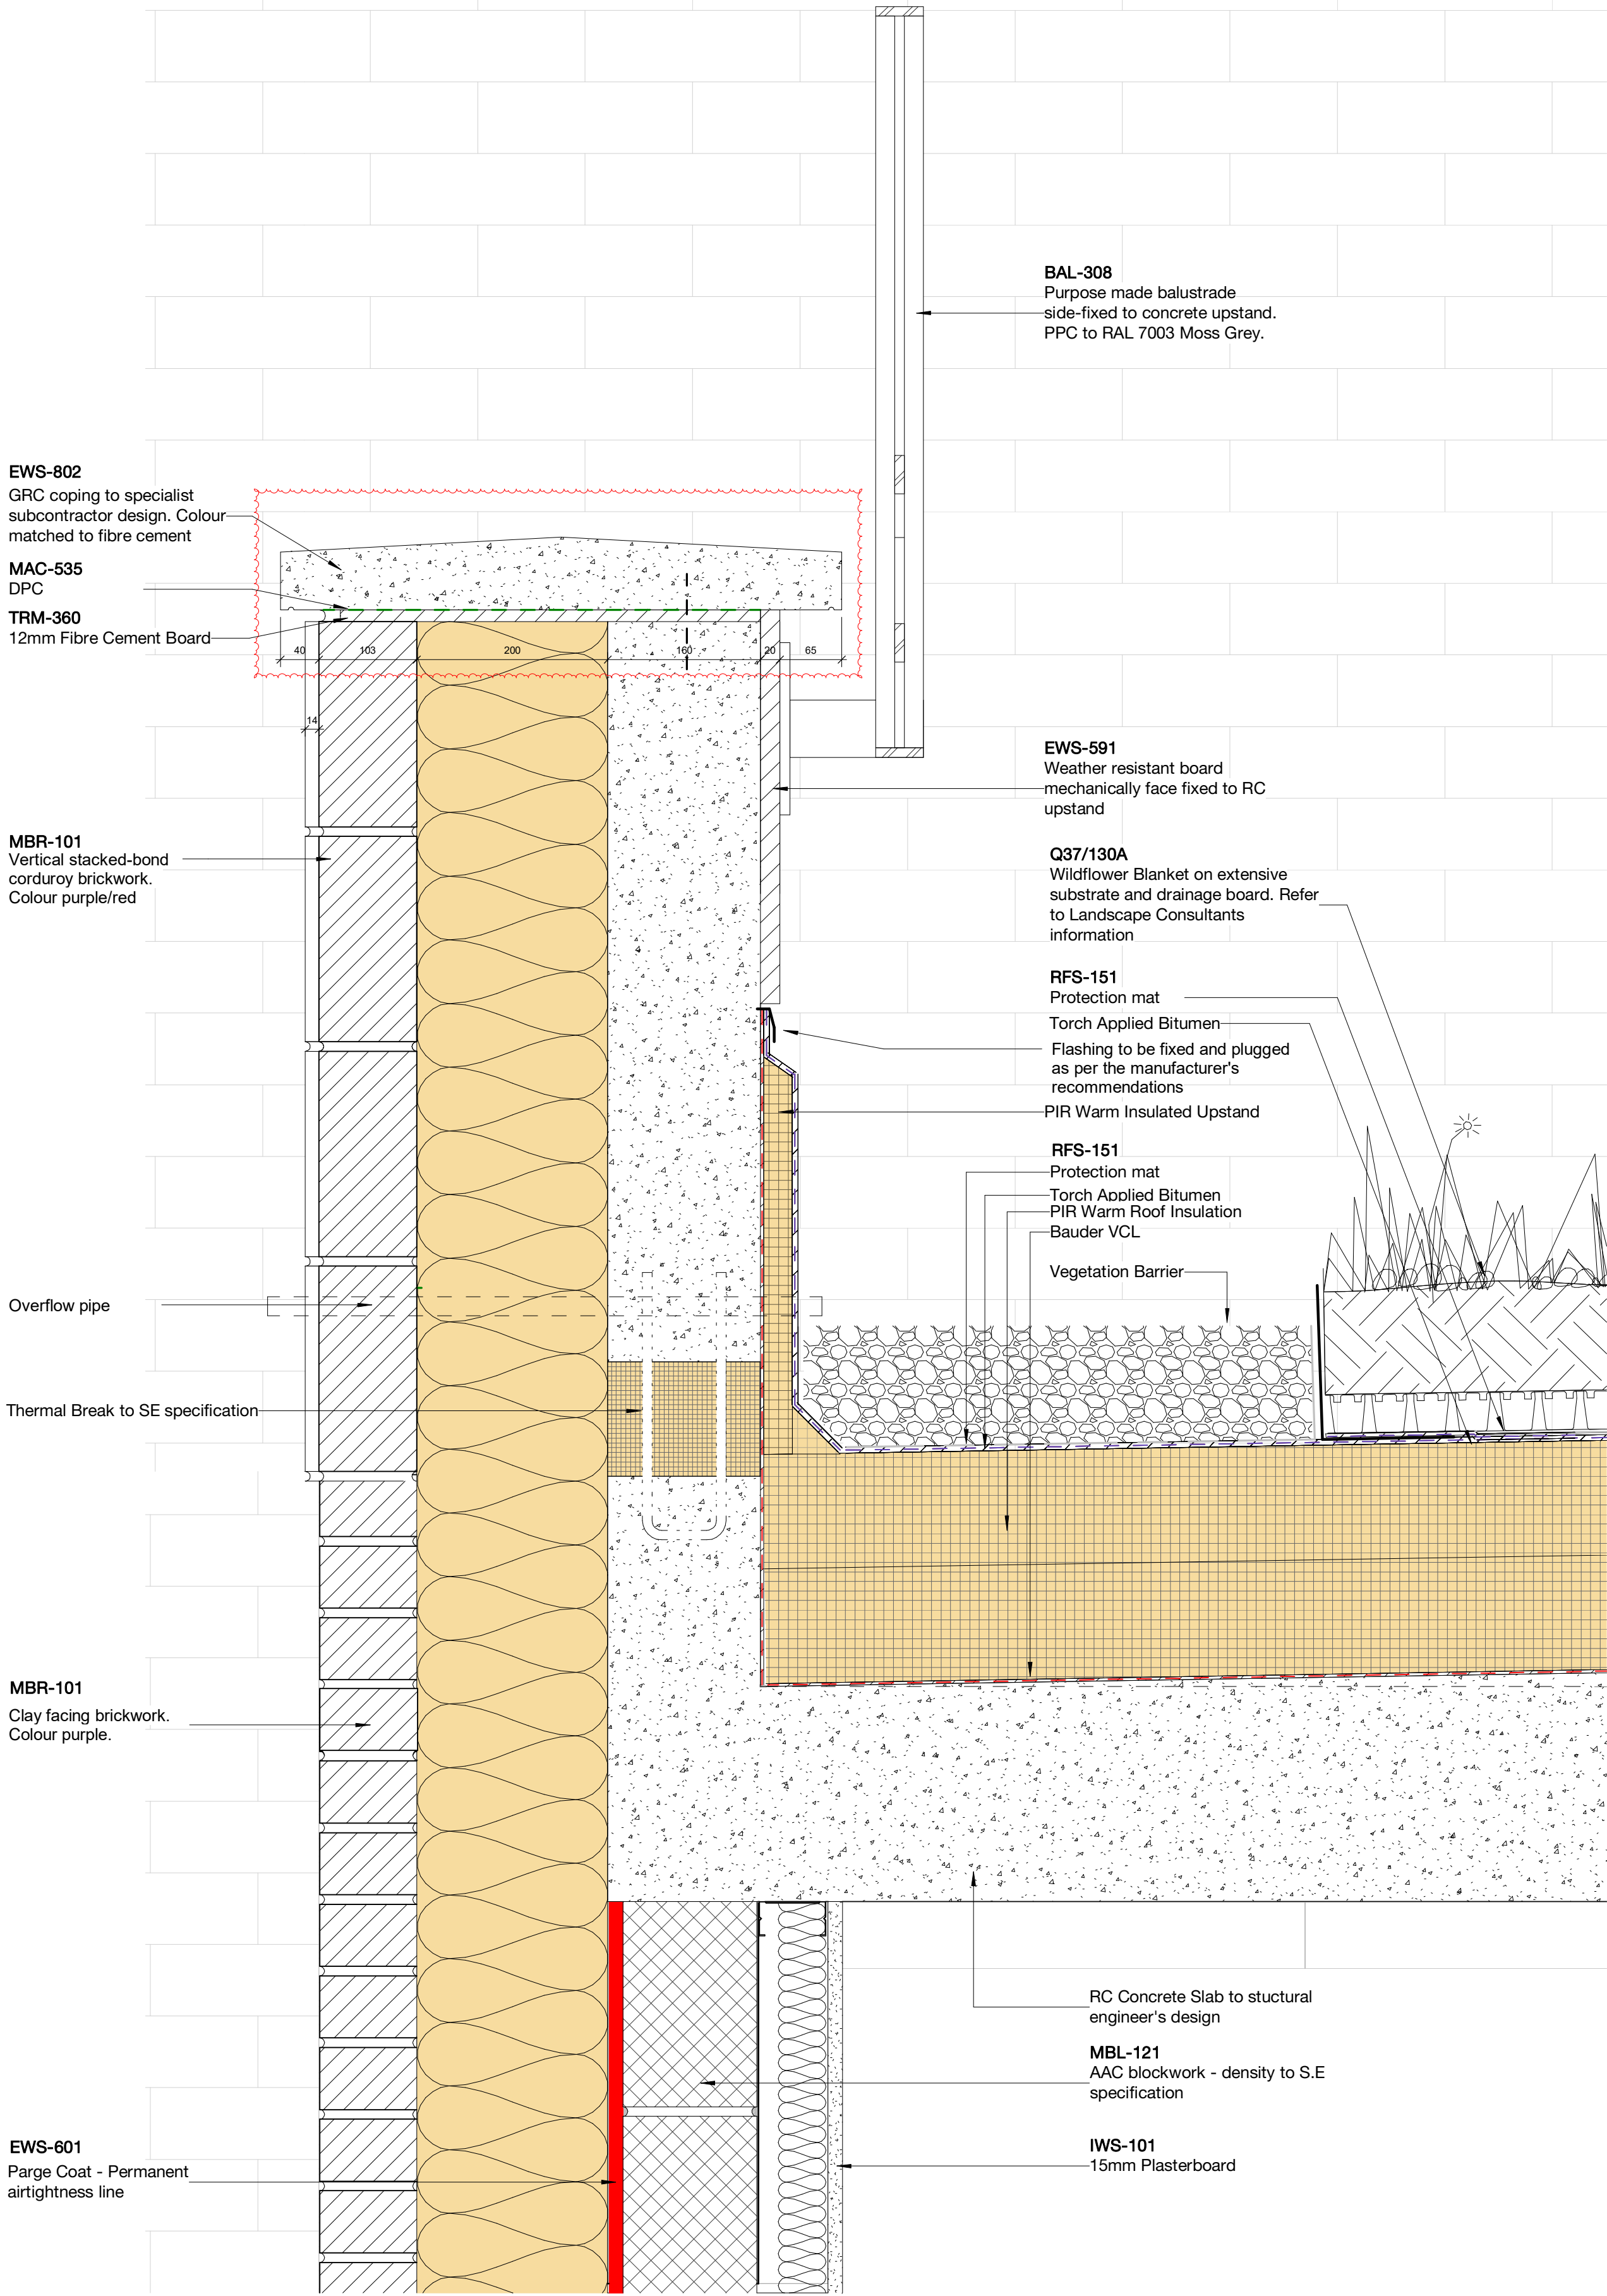 BAL-308
Purpose made balustrade
side-fixed to concrete upstand.
PPC to RAL 7003 Moss Grey.
EWS-802
GRC coping to specialist
subcontractor design. Colour
matched to fibre cement
MAC-535
DPC
TRM-360
12mm Fibre Cement Board
40
103
200
160
20
65
14
EWS-591
Weather resistant board
mechanically face fixed to RC
upstand
MBR-101
Vertical stacked-bond
corduroy brickwork.
Colour purple/red
Q37/130A
Wildflower Blanket on extensive
substrate and drainage board. Refer
to Landscape Consultants
information
RFS-151
Protection mat
Torch Applied Bitumen
Flashing to be fixed and plugged
as per the manufacturer's
recommendations
PIR Warm Insulated Upstand
RFS-151
Protection mat
Torch Applied Bitumen
PIR Warm Roof Insulation
Bauder VCL
Vegetation Barrier
Overflow pipe
Thermal Break to SE specification
MBR-101
Clay facing brickwork.
Colour purple.
RC Concrete Slab to stuctural
engineer's design
MBL-121
AAC blockwork - density to S.E
specification
EWS-601
Parge Coat - Permanent
airtightness line
IWS-101
15mm Plasterboard